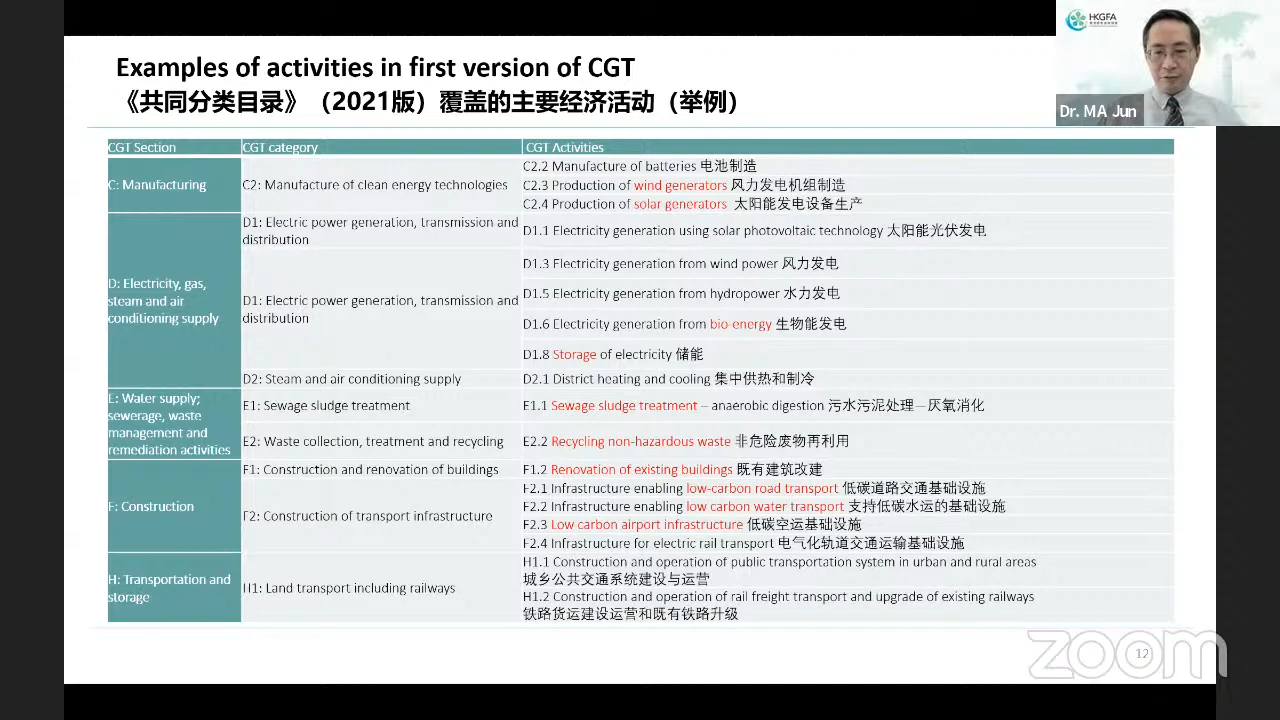 Examples of activities in first version of CGT
《共同分类目录》（2021版）覆盖的主要经济活动（举例）
HKGFA
Dr. MA Jun
CGT Section
CGT category
CGT Activities
C: Manufacturing
C2: Manufacture of clean energy technologies
C2.2 Manufacture of batteries 电池制造
C2.3 Production of wind generators 风力发电机组制造
C2.4 Production of solar generators 太阳能发电设备生产
D: Electricity, gas,
steam and air
conditioning supply
D1: Electric power generation, transmission and
distribution
D1.1 Electricity generation using solar photovoltaic technology 太阳能光伏发电
D1: Electric power generation, transmission and
distribution
D1.3 Electricity generation from wind power 风力发电
D1.5 Electricity generation from hydropower 水力发电
D1.6 Electricity generation from bio-energy 生物能发电
D1.8 Storage of electricity 储能
D2: Steam and air conditioning supply
D2.1 District heating and cooling 集中供热和制冷
E: Water supply;
sewerage, waste
management and
remediation activities
E1: Sewage sludge treatment
E1.1 Sewage sludge treatment – anaerobic digestion 污水污泥处理—厌氧消化
E2: Waste collection, treatment and recycling
E2.2 Recycling non-hazardous waste 非危险废物再利用
F: Construction
F1: Construction and renovation of buildings
F1.2 Renovation of existing buildings 既有建筑改建
F2: Construction of transport infrastructure
F2.1 Infrastructure enabling low-carbon road transport 低碳道路交通基础设施
F2.2 Infrastructure enabling low carbon water transport 支持低碳水运的基础设施
F2.3 Low carbon airport infrastructure 低碳空运基础设施
F2.4 Infrastructure for electric rail transport 电气化轨道交通运输基础设施
H: Transportation and
storage
H1: Land transport including railways
H1.1 Construction and operation of public transportation system in urban and rural areas
城乡公共交通系统建设与运营
H1.2 Construction and operation of rail freight transport and upgrade of existing railways
铁路货运建设运营和既有铁路升级
zoom
12